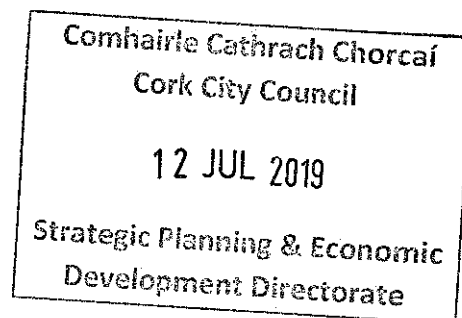 Comhairle Cathrach Chorcaí
Cork City Council
12 JUL 2019
Strategic Planning & Economic
Development Directorate